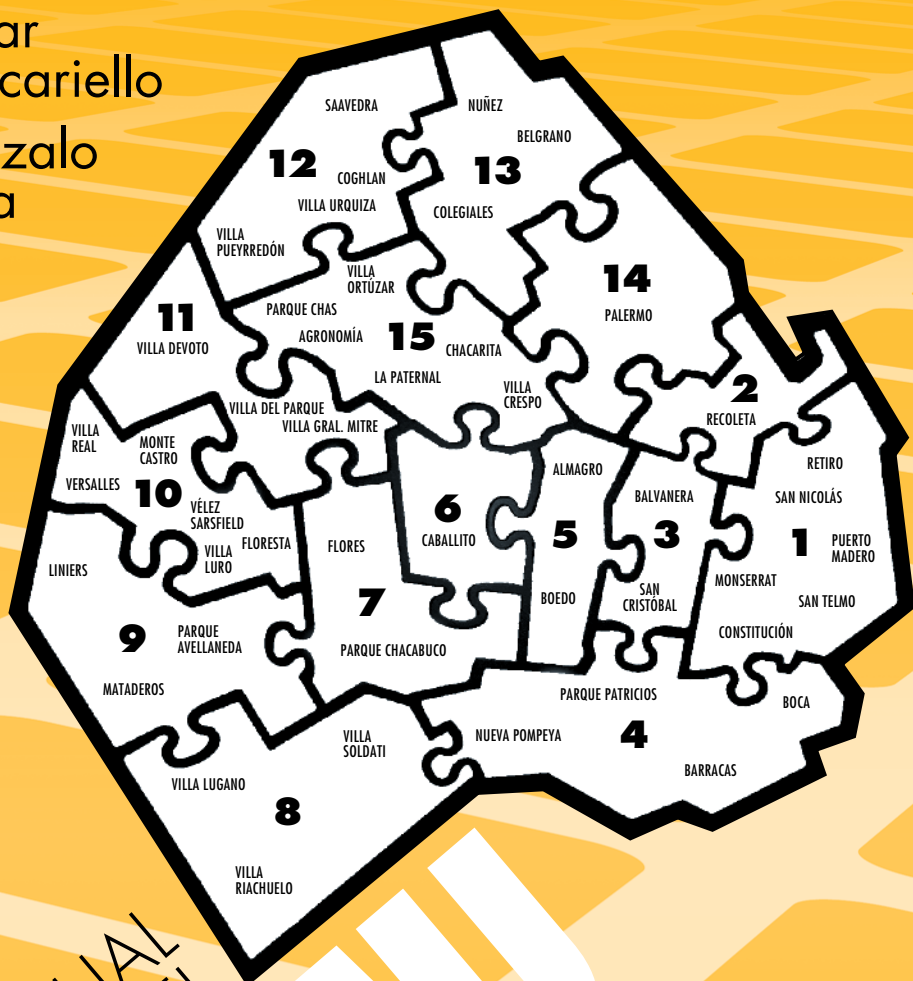 ar
cariello
zalo
a
SAAVEDRA
12
COGHLAN
VILLA URQUIZA
VILLA
PUEYRREDÓN
NUÑEZ
BELGRANO
13
COLEGIALES
14
PALERMO
11
VILLA DEVOTO
VILLA
ORTÚZAR
PARQUE CHAS
AGRONOMÍA
15
CHACARITA
LA PATERNAL
VILLA
CRESPO
2
RECOLETA
VILLA DEL PARQUE
VILLA GRAL. MITRE
VILLA
REAL
MONTE
CASTRO
VERSALLES
10
VÉLEZ
SARSFIELD
VILLA
LURO
FLORESTA
6
CABALLITO
ALMAGRO
5
BOEDO
BALVANERA
3
SAN
CRISTÓBAL
RETIRO
SAN NICOLÁS
1
PUERTO
MADERO
MONSERRAT
SAN TELMO
CONSTITUCIÓN
LINIERS
9
PARQUE
AVELLANEDA
MATADEROS
FLORES
7
PARQUE CHACABUCO
PARQUE PATRICIOS
BOCA
NUEVA POMPEYA
4
BARRACAS
VILLA
SOLDATI
VILLA LUGANO
8
VILLA
RIACHUELO
UAL